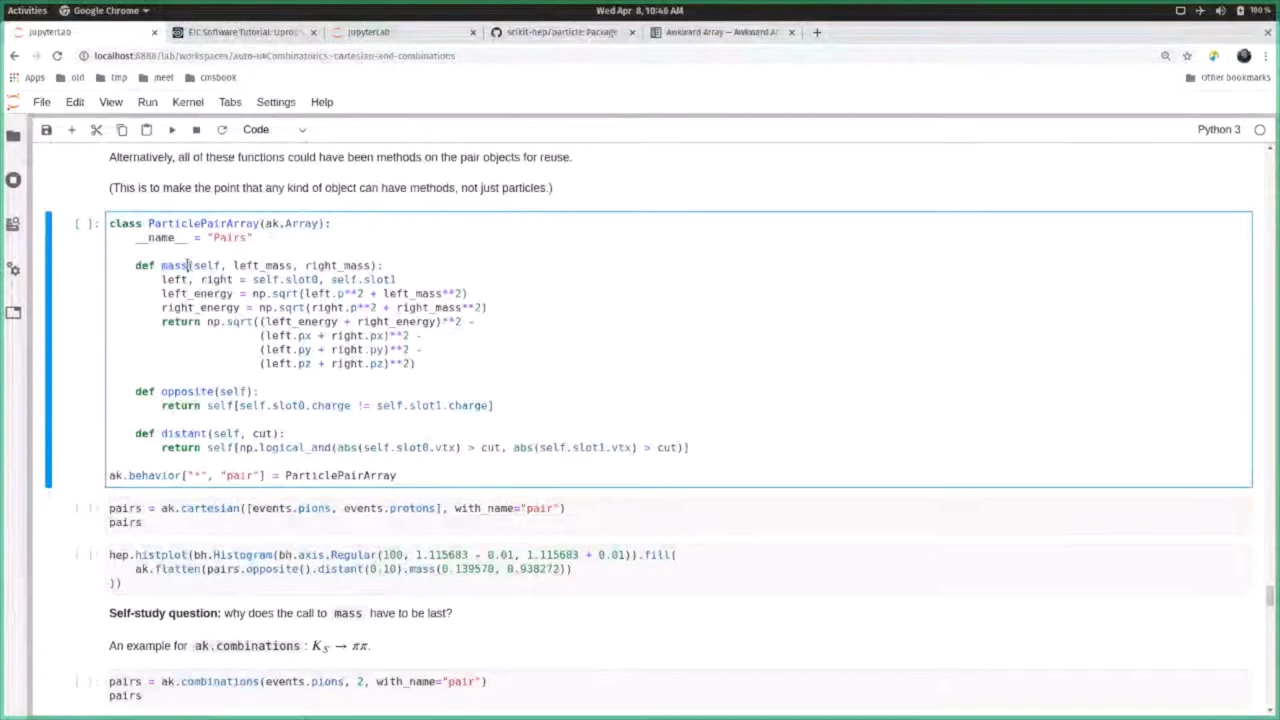 Activities
Google Chrome
Wed Apr 8, 10:46 AM
100 %
JupyterLab
EIC Software Tutorial: Upro
JupyterLab
scikit-hep/particle: Package
Awkward Array — Awkward Ar
localhost:8888/lab/workspaces/auto-u#Combinatorics:-cartesian-and-combinations
Apps
old
tmp
meet
cmsbook
Other bookmarks
File Edit View Run Kernel Tabs Settings Help
Code
Python 3
Alternatively, all of these functions could have been methods on the pair objects for reuse.
(This is to make the point that any kind of object can have methods, not just particles.)
[ ]: class ParticlePairArray(ak.Array):
__name__ = "Pairs"
def mass(self, left_mass, right_mass):
left, right = self.slot0, self.slot1
left_energy = np.sqrt(left.p**2 + left_mass**2)
right_energy = np.sqrt(right.p**2 + right_mass**2)
return np.sqrt((left_energy + right_energy)**2 -
(left.px + right.px)**2 -
(left.py + right.py)**2 -
(left.pz + right.pz)**2)
def opposite(self):
return self[self.slot0.charge != self.slot1.charge]
def distant(self, cut):
return self[np.logical_and(abs(self.slot0.vtx) > cut, abs(self.slot1.vtx) > cut)]
ak.behavior["*", "pair"] = ParticlePairArray
[ ]: pairs = ak.cartesian([events.pions, events.protons], with_name="pair")
pairs
[ ]: hep.histplot(bh.Histogram(bh.axis.Regular(100, 1.115683 - 0.01, 1.115683 + 0.01)).fill(
ak.flatten(pairs.opposite().distant(0.10).mass(0.139570, 0.938272))
))
Self-study question: why does the call to mass have to be last?
An example for ak.combinations : K_S → ππ.
[ ]: pairs = ak.combinations(events.pions, 2, with_name="pair")
pairs